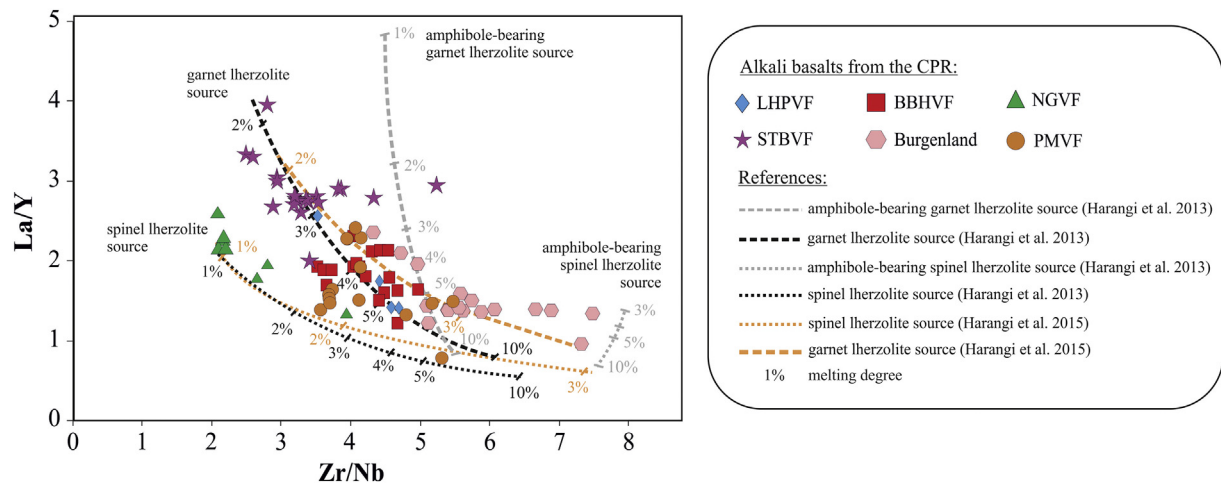 5
4
3
2
1
0
La/Y
0
1
2
3
4
5
6
7
8
Zr/Nb
garnet lherzolite
source
2%
2%
3%
4%
5%
10%
3%
spinel lherzolite
source
1%
1%
2%
2%
3%
4%
5%
10%
3%
1%
amphibole-bearing
garnet lherzolite source
2%
3%
4%
5%
10%
amphibole-bearing
spinel lherzolite
source
3%
5%
10%
Alkali basalts from the CPR:
LHPVF
BBHVF
NGVF
STBVF
Burgenland
PMVF
References:
amphibole-bearing garnet lherzolite source (Harangi et al. 2013)
garnet lherzolite source (Harangi et al. 2013)
amphibole-bearing spinel lherzolite source (Harangi et al. 2013)
spinel lherzolite source (Harangi et al. 2013)
spinel lherzolite source (Harangi et al. 2015)
garnet lherzolite source (Harangi et al. 2015)
1% melting degree